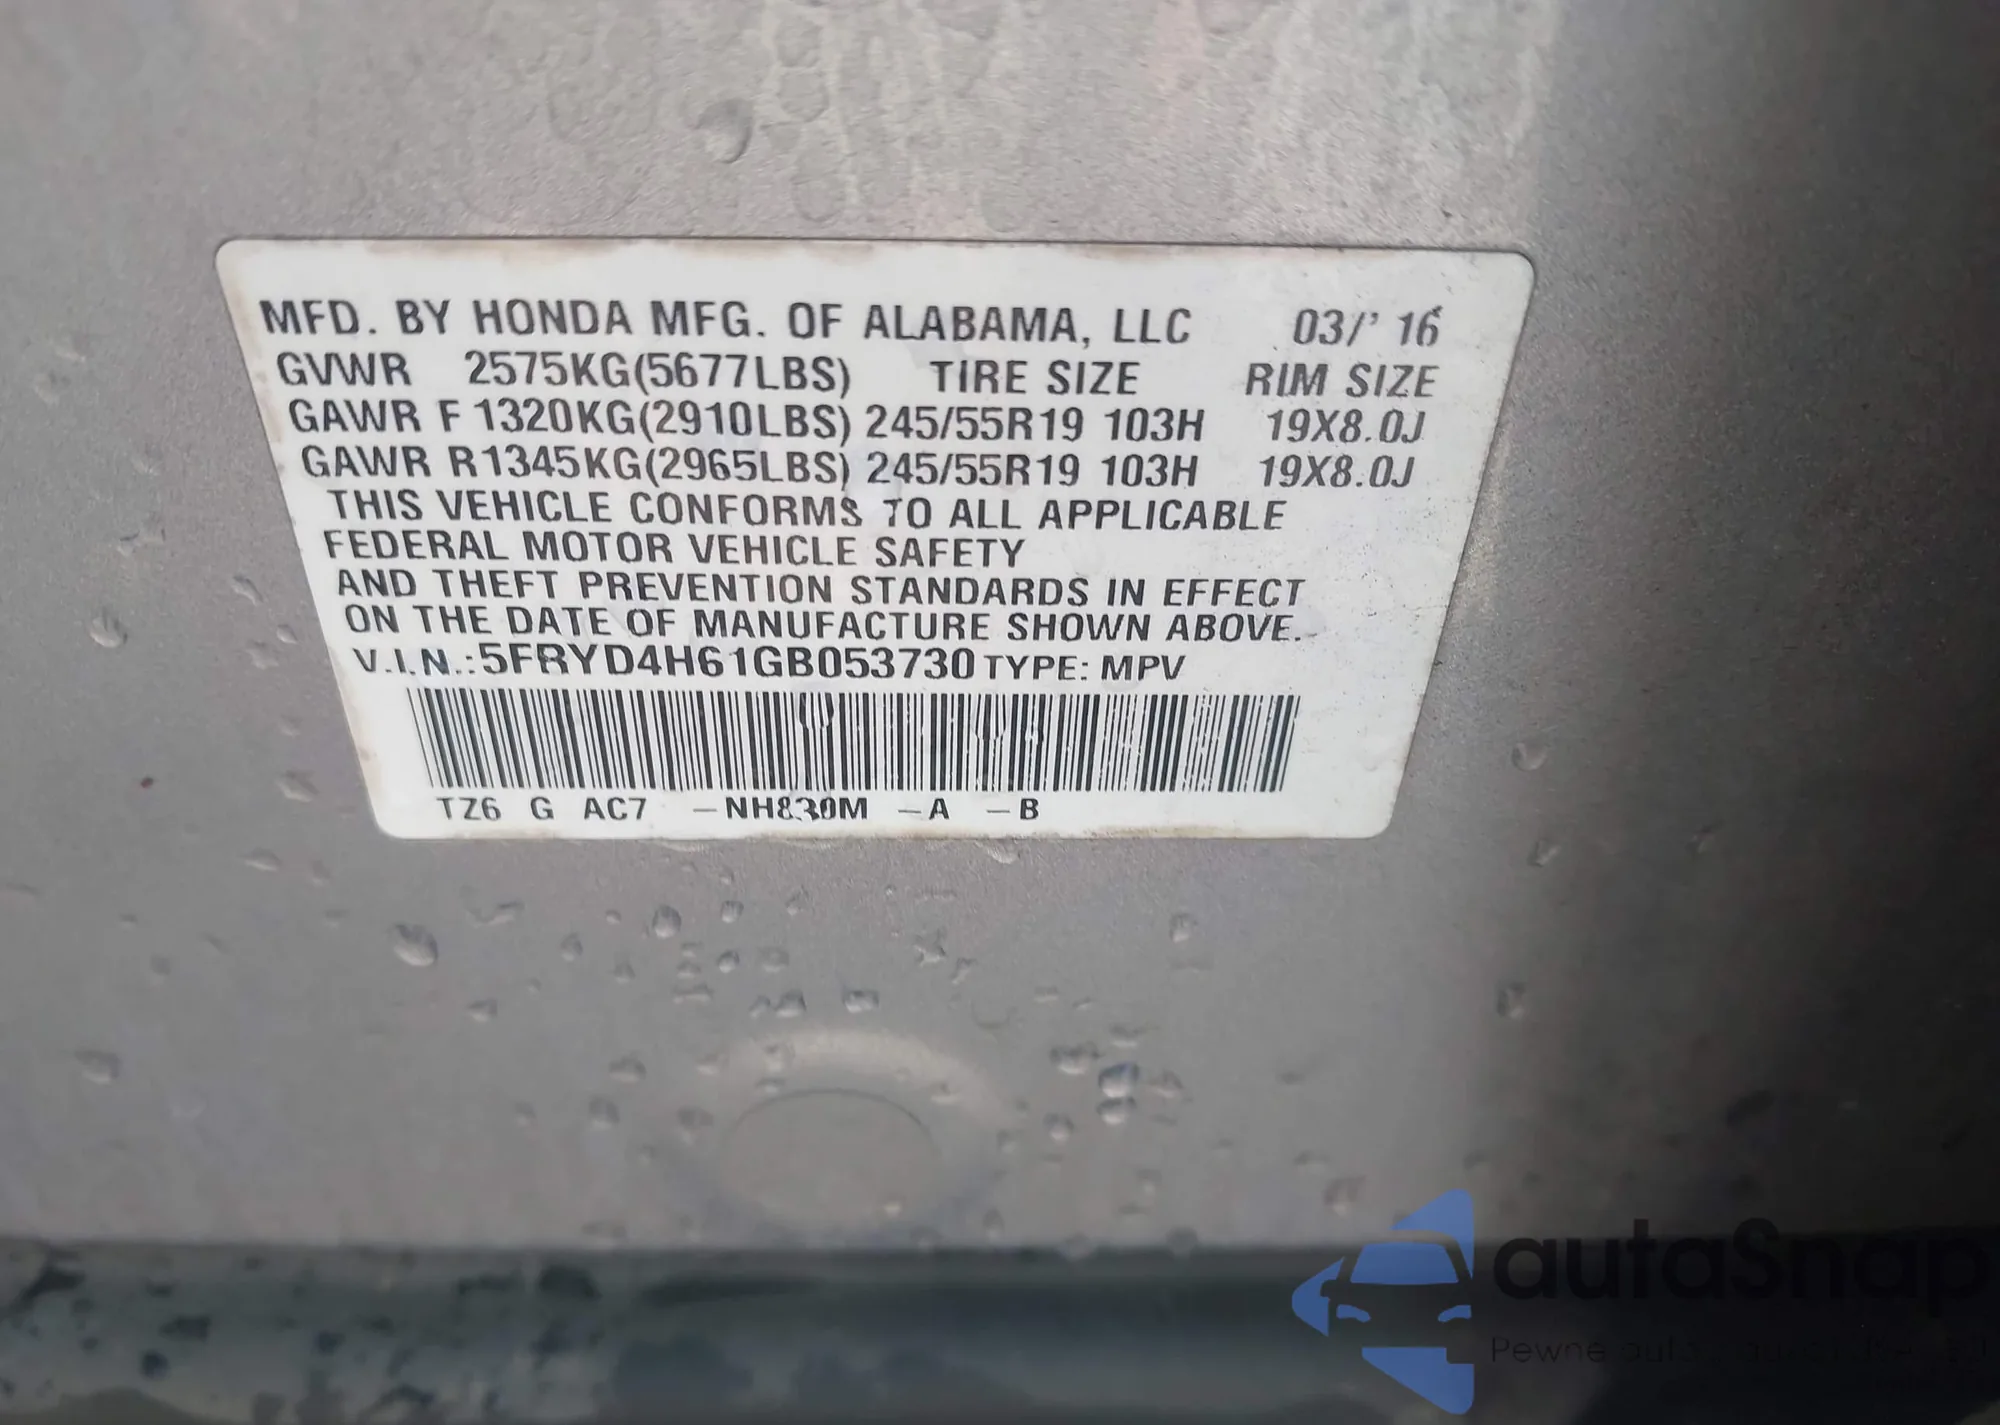 MFD. BY HONDA MFG. OF ALABAMA, LLC 03/' 16
GVWR 2575KG(5677LBS) TIRE SIZE RIM SIZE
GAWR F 1320KG(2910LBS) 245/55R19 103H 19X8.0J
GAWR R1345KG(2965LBS) 245/55R19 103H 19X8.0J
THIS VEHICLE CONFORMS TO ALL APPLICABLE
FEDERAL MOTOR VEHICLE SAFETY
AND THEFT PREVENTION STANDARDS IN EFFECT
ON THE DATE OF MANUFACTURE SHOWN ABOVE.
V.I.N.:5FRYD4H61GB053730 TYPE: MPV
TZ6 G AC7 -NH830M -A -B
autaSnap
Pewne auta